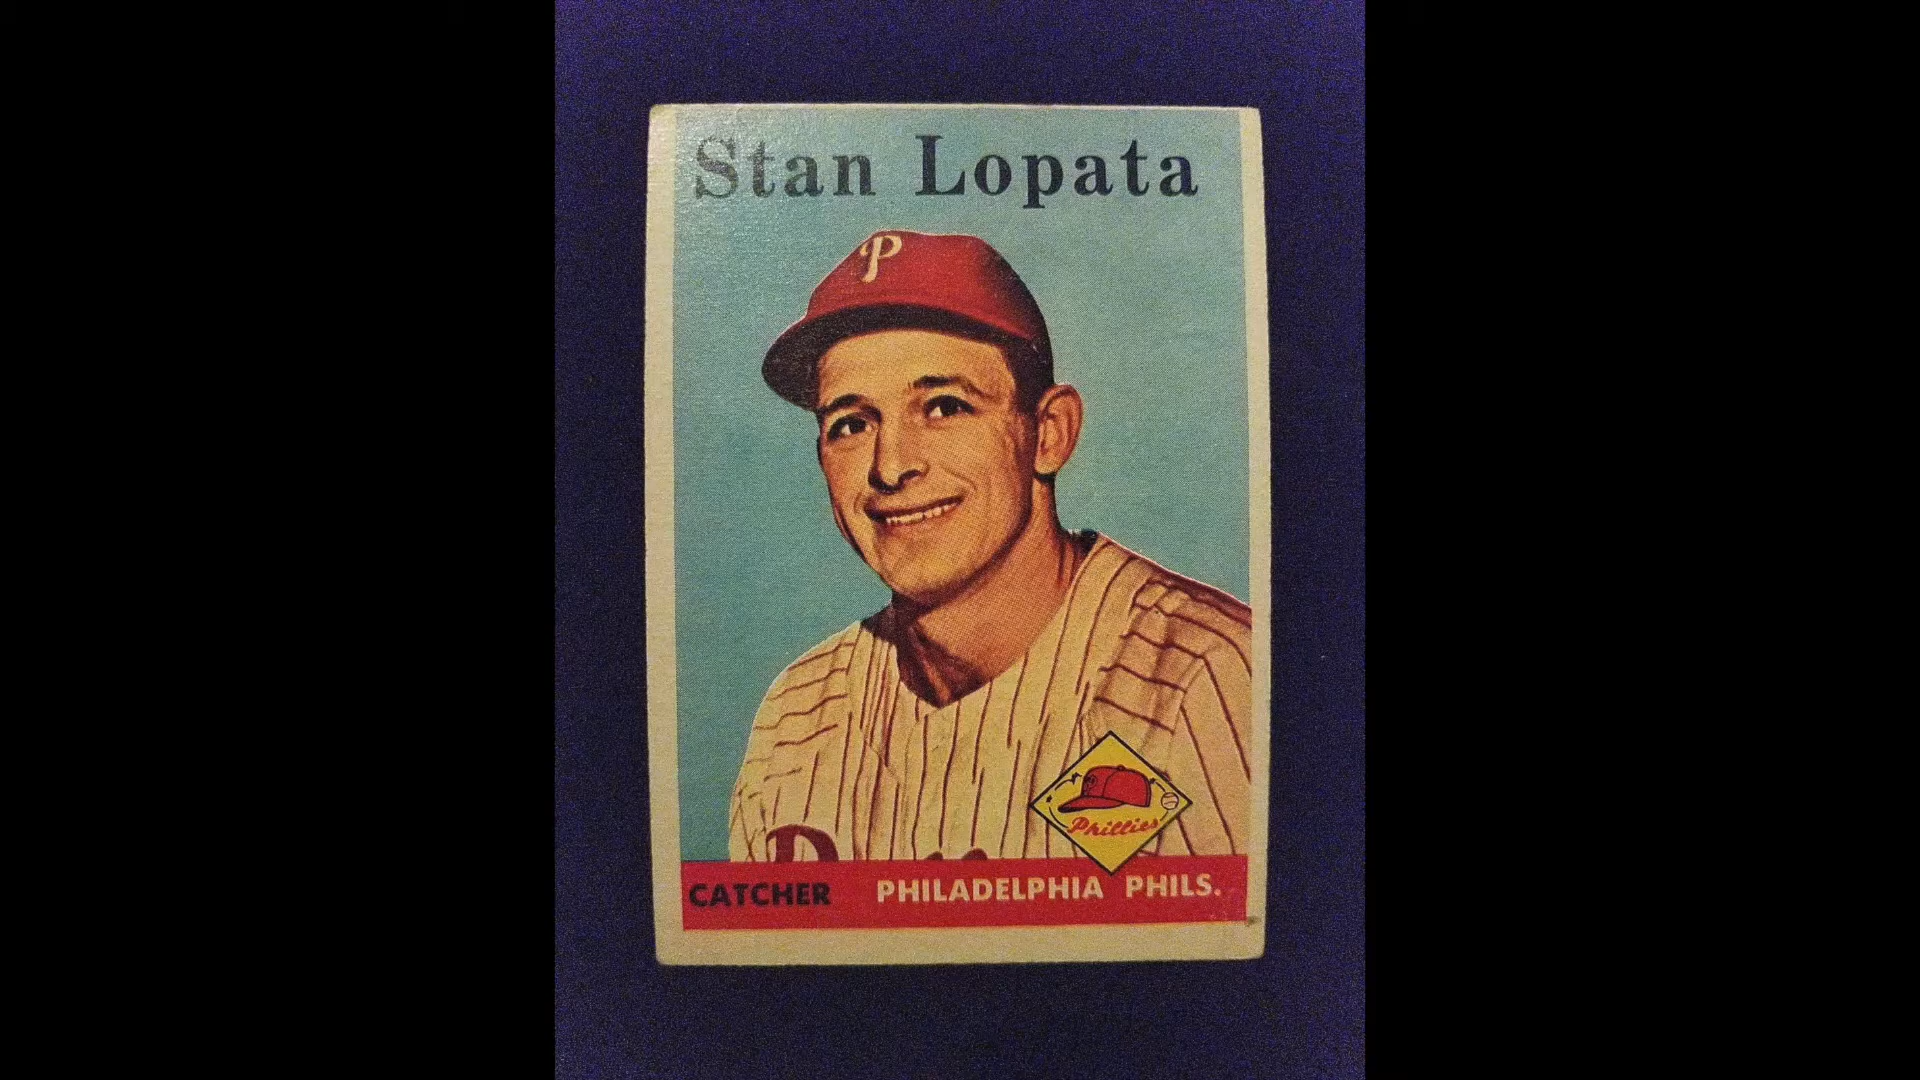 Stan Lopata
P
Phillies
P
CATCHER PHILADELPHIA PHILS.